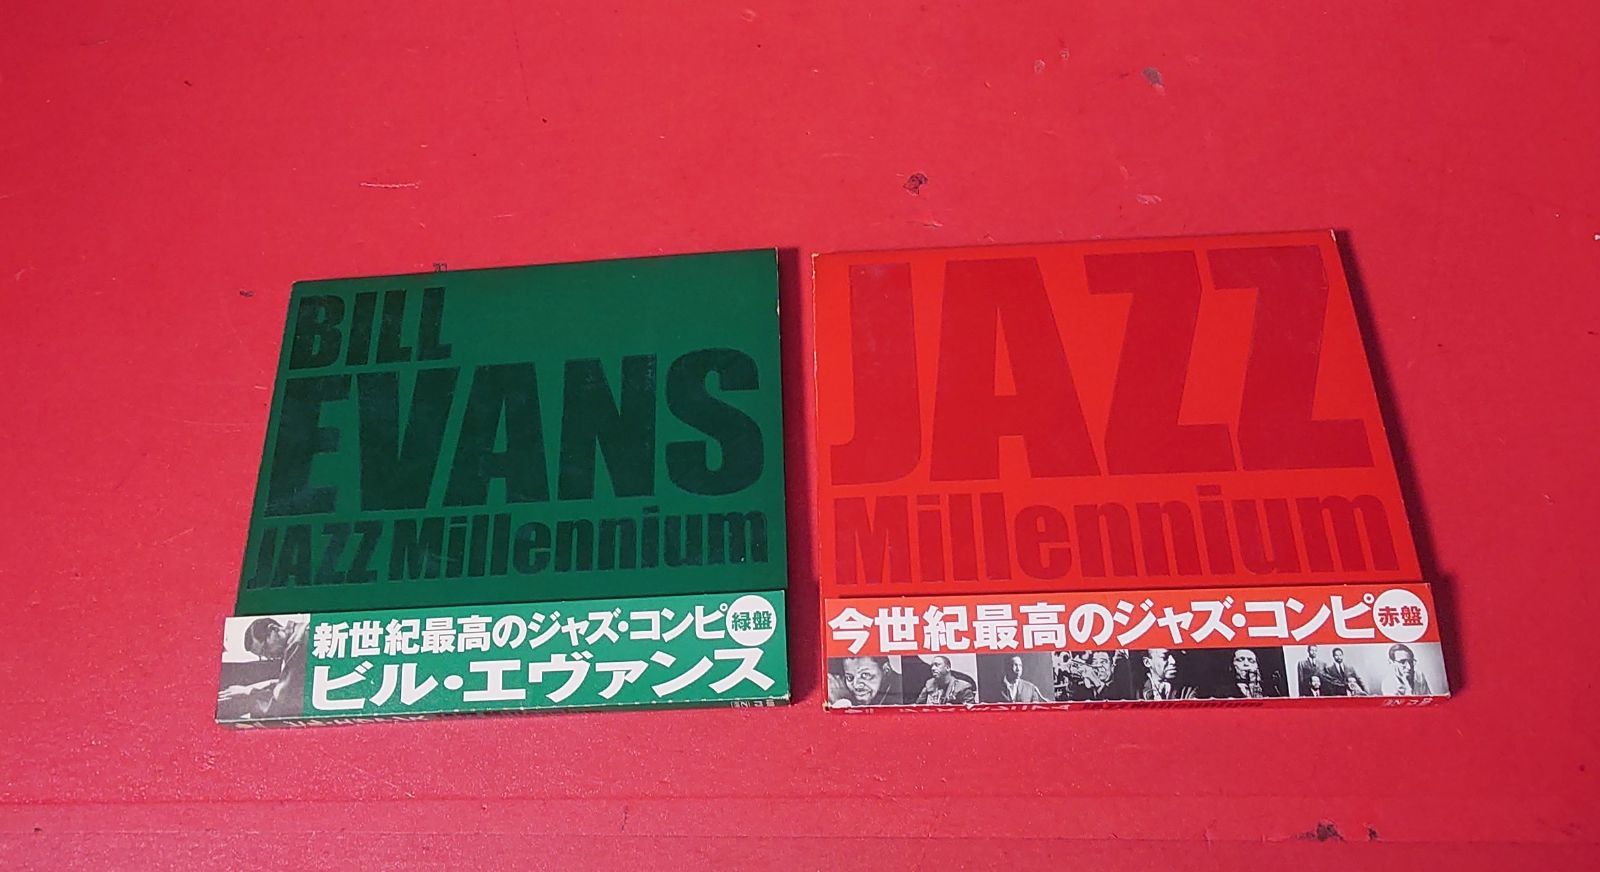 BILL
EVANS
JAZZ Millennium
新世紀最高のジャズ・コンピ 緑盤
ビル・エヴァンス
JAZZ
Millennium
今世紀最高のジャズ・コンピ 赤盤